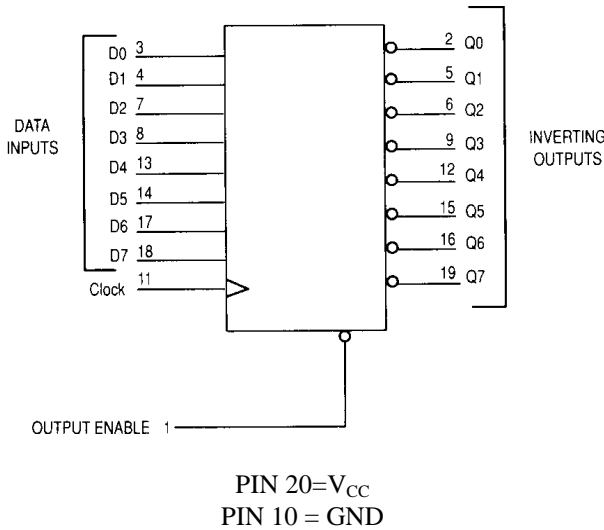 DATA
INPUTS
D0 3
D1 4
D2 7
D3 8
D4 13
D5 14
D6 17
D7 18
Clock 11
2 Q0
5 Q1
6 Q2
9 Q3
12 Q4
15 Q5
16 Q6
19 Q7
INVERTING
OUTPUTS
OUTPUT ENABLE 1
PIN 20=VCC
PIN 10 = GND